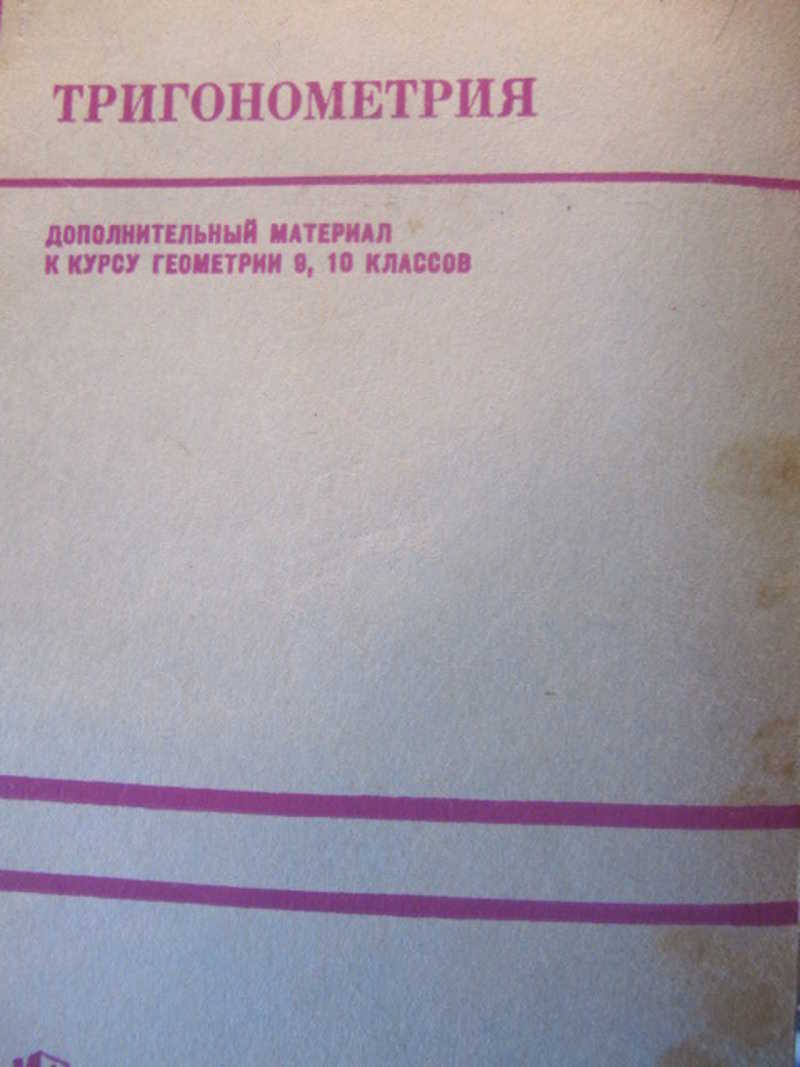 ТРИГОНОМЕТРИЯ
ДОПОЛНИТЕЛЬНЫЙ МАТЕРИАЛ
К КУРСУ ГЕОМЕТРИИ 9, 10 КЛАССОВ